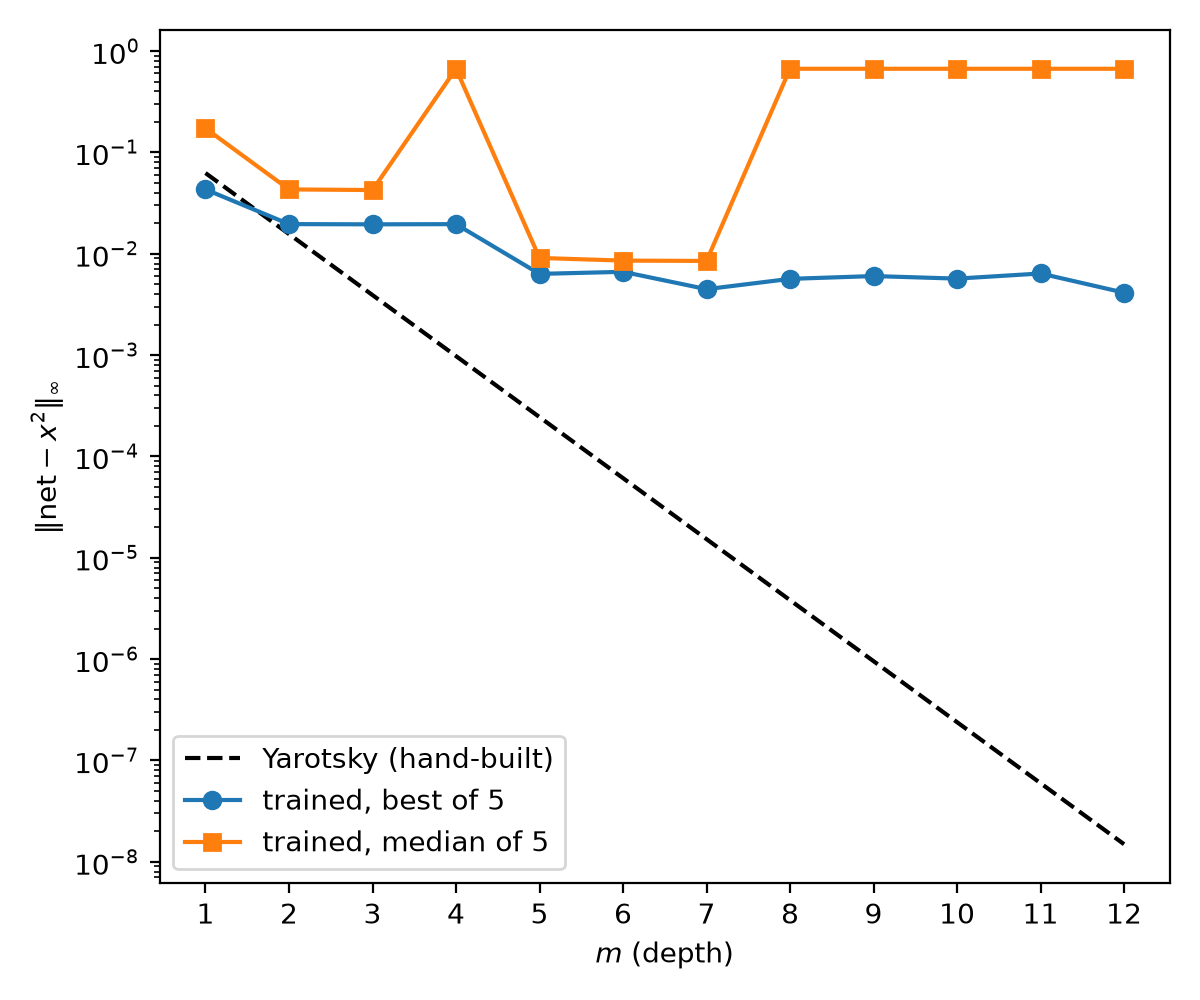 10⁰
10⁻¹
10⁻²
10⁻³
10⁻⁴
10⁻⁵
10⁻⁶
10⁻⁷
10⁻⁸
‖net − x²‖∞
Yarotsky (hand-built)
trained, best of 5
trained, median of 5
1 2 3 4 5 6 7 8 9 10 11 12
m (depth)